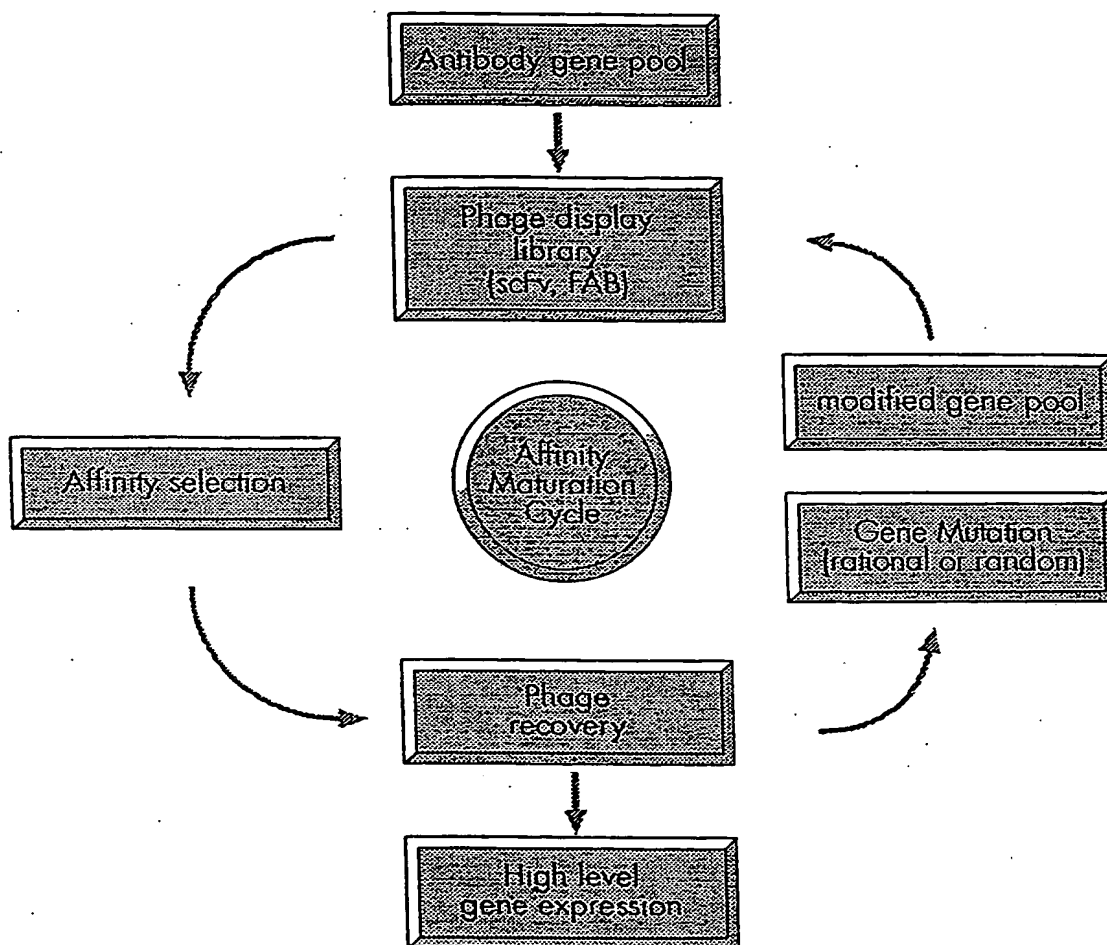 Antibody gene pool
Phage display
library
(scFv, FAB)
modified gene pool
Affinity selection
Affinity
Maturation
Cycle
Gene Mutation
(rational or random)
Phage
recovery
High level
gene expression